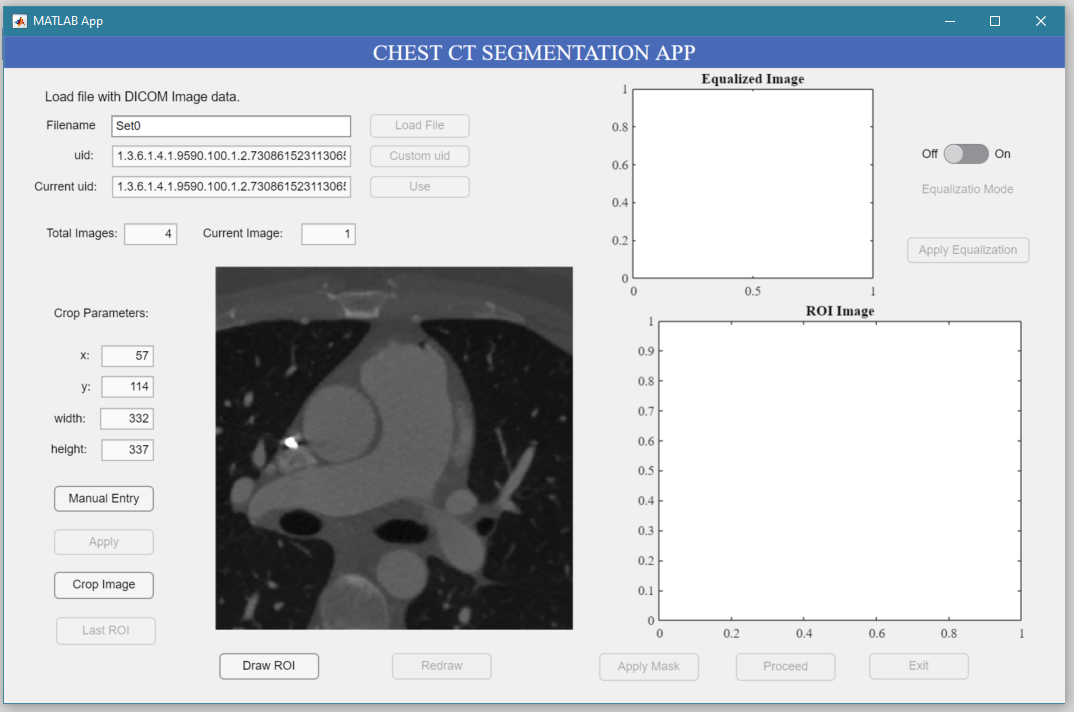 MATLAB App
CHEST CT SEGMENTATION APP
Load file with DICOM Image data.
Filename Set0 Load File
uid: 1.3.6.1.4.1.9590.100.1.2.7308615231130 Custom uid
Current uid: 1.3.6.1.4.1.9590.100.1.2.7308615231130 Use
Total Images: 4 Current Image: 1
Crop Parameters:
x: 57
y: 114
width: 332
height: 337
Manual Entry
Apply
Crop Image
Last ROI
Draw ROI Redraw
Equalized Image
1
0.8
0.6
0.4
0.2
0
0 0.5 1
Off On
Equalizatio Mode
Apply Equalization
ROI Image
1
0.9
0.8
0.7
0.6
0.5
0.4
0.3
0.2
0.1
0
0 0.2 0.4 0.6 0.8 1
Apply Mask Proceed Exit